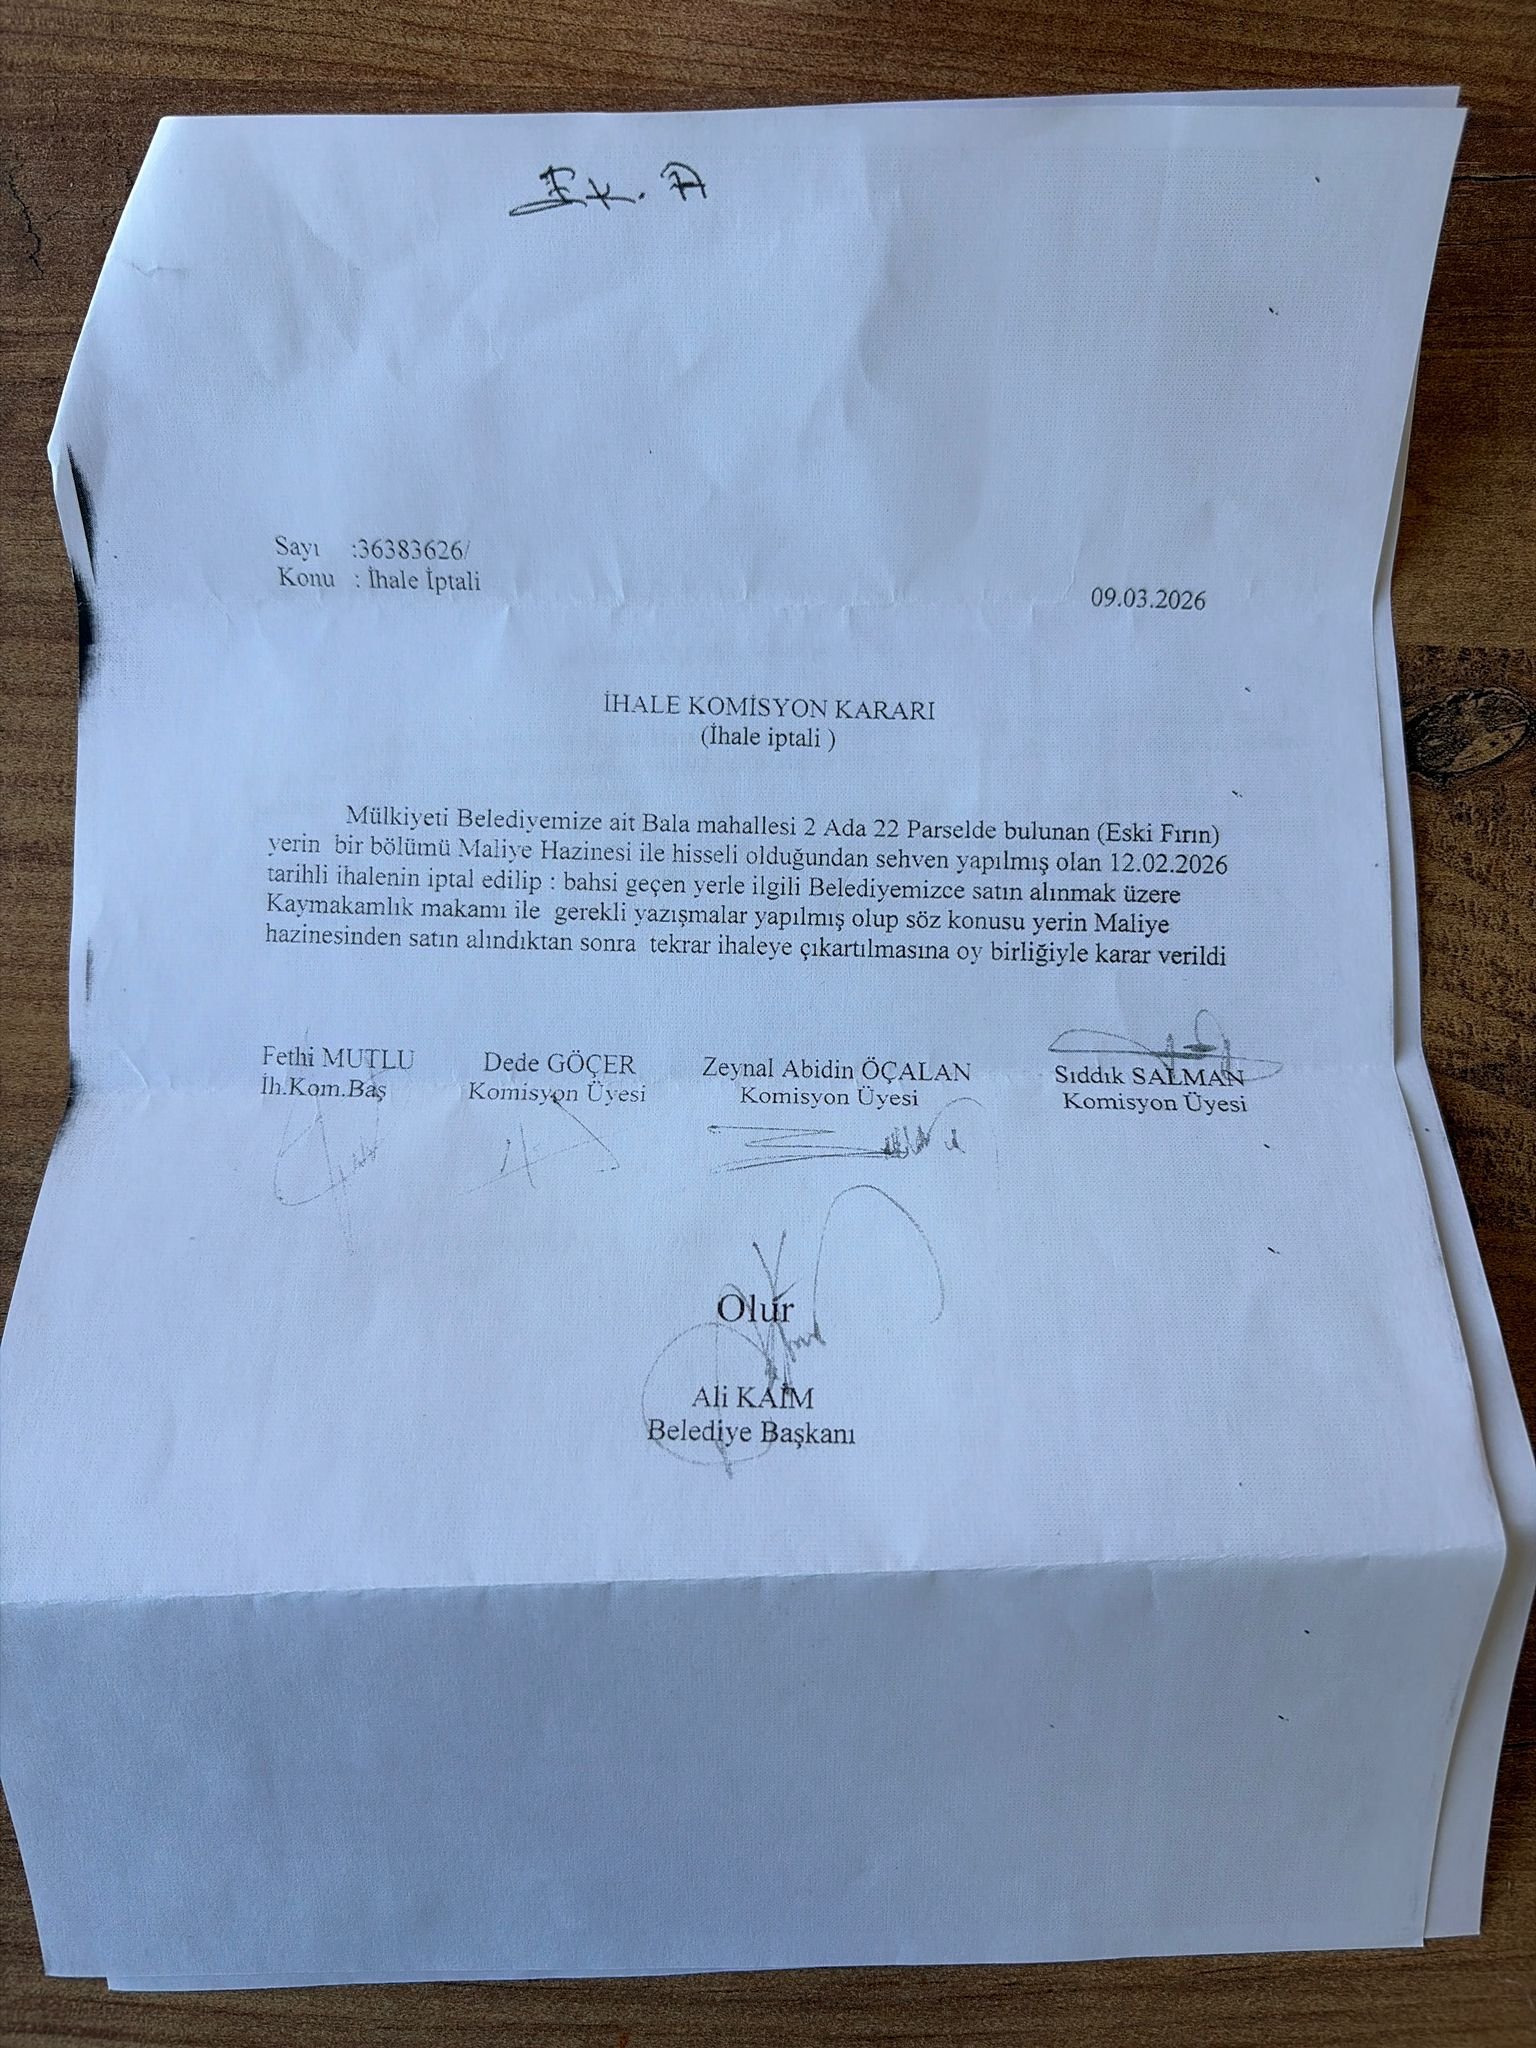 Ek. A
Sayı :36383626/
Konu : İhale İptali
09.03.2026
İHALE KOMİSYON KARARI
(İhale iptali )
Mülkiyeti Belediyemize ait Bala mahallesi 2 Ada 22 Parselde bulunan (Eski Fırın)
yerin bir bölümü Maliye Hazinesi ile hisseli olduğundan sehven yapılmış olan 12.02.2026
tarihli ihalenin iptal edilip : bahsi geçen yerle ilgili Belediyemizce satın alınmak üzere
Kaymakamlık makamı ile gerekli yazışmalar yapılmış olup söz konusu yerin Maliye
hazinesinden satın alındıktan sonra tekrar ihaleye çıkartılmasına oy birliğiyle karar verildi
Fethi MUTLU Dede GÖÇER Zeynal Abidin ÖÇALAN Sıddık SALMAN
İh.Kom.Baş Komisyon Üyesi Komisyon Üyesi Komisyon Üyesi
Olur
Ali KAİM
Belediye Başkanı